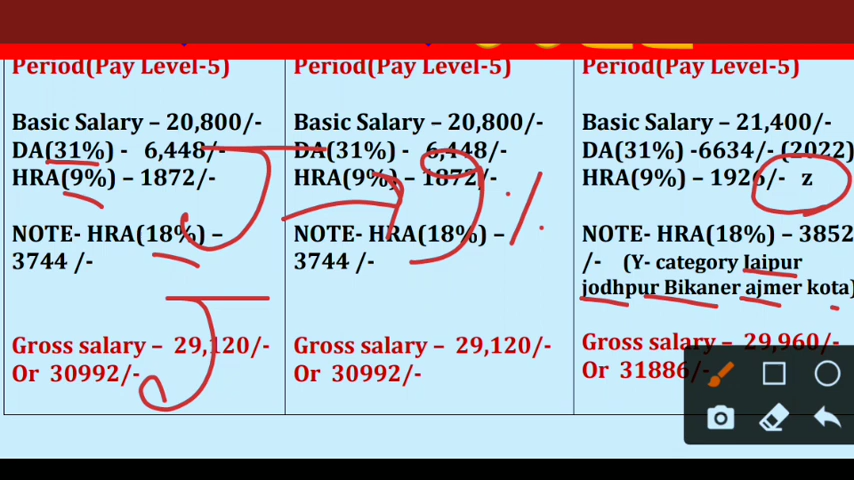 Period(Pay Level-5)
Basic Salary – 20,800/-
DA(31%) - 6,448/-
HRA(9%) – 1872/-
NOTE- HRA(18%) –
3744 /-
Gross salary – 29,120/-
Or 30992/-
Period(Pay Level-5)
Basic Salary – 20,800/-
DA(31%) - 6,448/-
HRA(9%) – 1872/-
NOTE- HRA(18%) –
3744 /-
Gross salary – 29,120/-
Or 30992/-
Period(Pay Level-5)
Basic Salary – 21,400/-
DA(31%) -6634/- (2022)
HRA(9%) – 1926/- z
NOTE- HRA(18%) – 3852
/- (Y- category Jaipur
jodhpur Bikaner ajmer kota)
Gross salary – 29,960/-
Or 31886/-